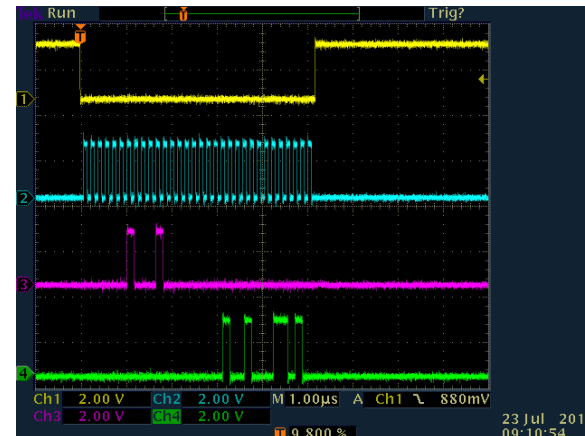 Run Trig?
T
T
1
2
3
4
Ch1 2.00 V Ch2 2.00 V M 1.00µs A Ch1 880mV
Ch3 2.00 V Ch4 2.00 V
T 9.800 %
23 Jul
09:10:54